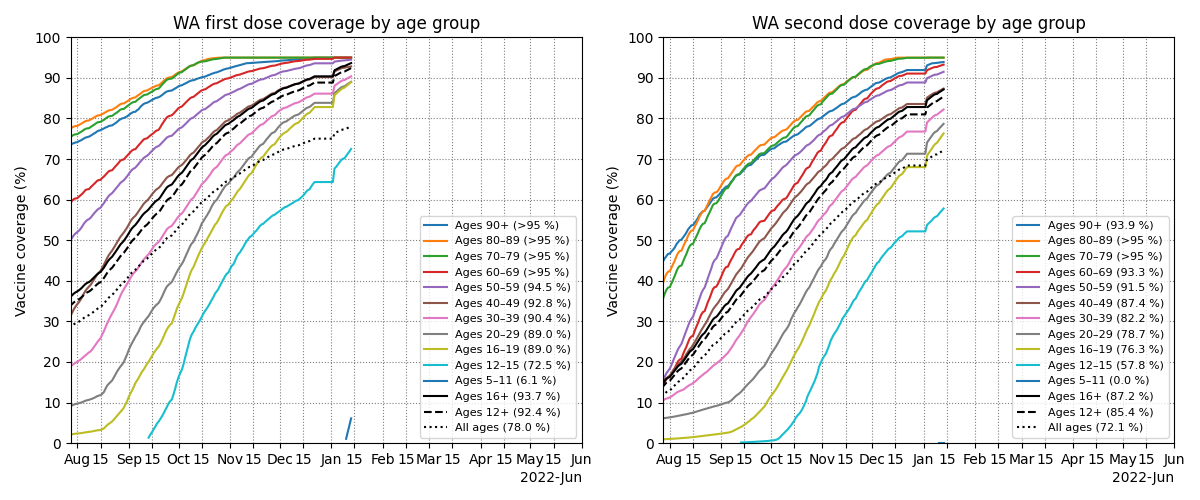 WA first dose coverage by age group
Vaccine coverage (%)
100
90
80
70
60
50
40
30
20
10
0
Aug 15 Sep 15 Oct 15 Nov 15 Dec 15 Jan 15 Feb 15 Mar 15 Apr 15 May 15 Jun
2022-Jun
Ages 90+ (>95 %)
Ages 80–89 (>95 %)
Ages 70–79 (>95 %)
Ages 60–69 (>95 %)
Ages 50–59 (94.5 %)
Ages 40–49 (92.8 %)
Ages 30–39 (90.4 %)
Ages 20–29 (89.0 %)
Ages 16–19 (89.0 %)
Ages 12–15 (72.5 %)
Ages 5–11 (6.1 %)
Ages 16+ (93.7 %)
Ages 12+ (92.4 %)
All ages (78.0 %)
WA second dose coverage by age group
Vaccine coverage (%)
100
90
80
70
60
50
40
30
20
10
0
Aug 15 Sep 15 Oct 15 Nov 15 Dec 15 Jan 15 Feb 15 Mar 15 Apr 15 May 15 Jun
2022-Jun
Ages 90+ (93.9 %)
Ages 80–89 (>95 %)
Ages 70–79 (>95 %)
Ages 60–69 (93.3 %)
Ages 50–59 (91.5 %)
Ages 40–49 (87.4 %)
Ages 30–39 (82.2 %)
Ages 20–29 (78.7 %)
Ages 16–19 (76.3 %)
Ages 12–15 (57.8 %)
Ages 5–11 (0.0 %)
Ages 16+ (87.2 %)
Ages 12+ (85.4 %)
All ages (72.1 %)